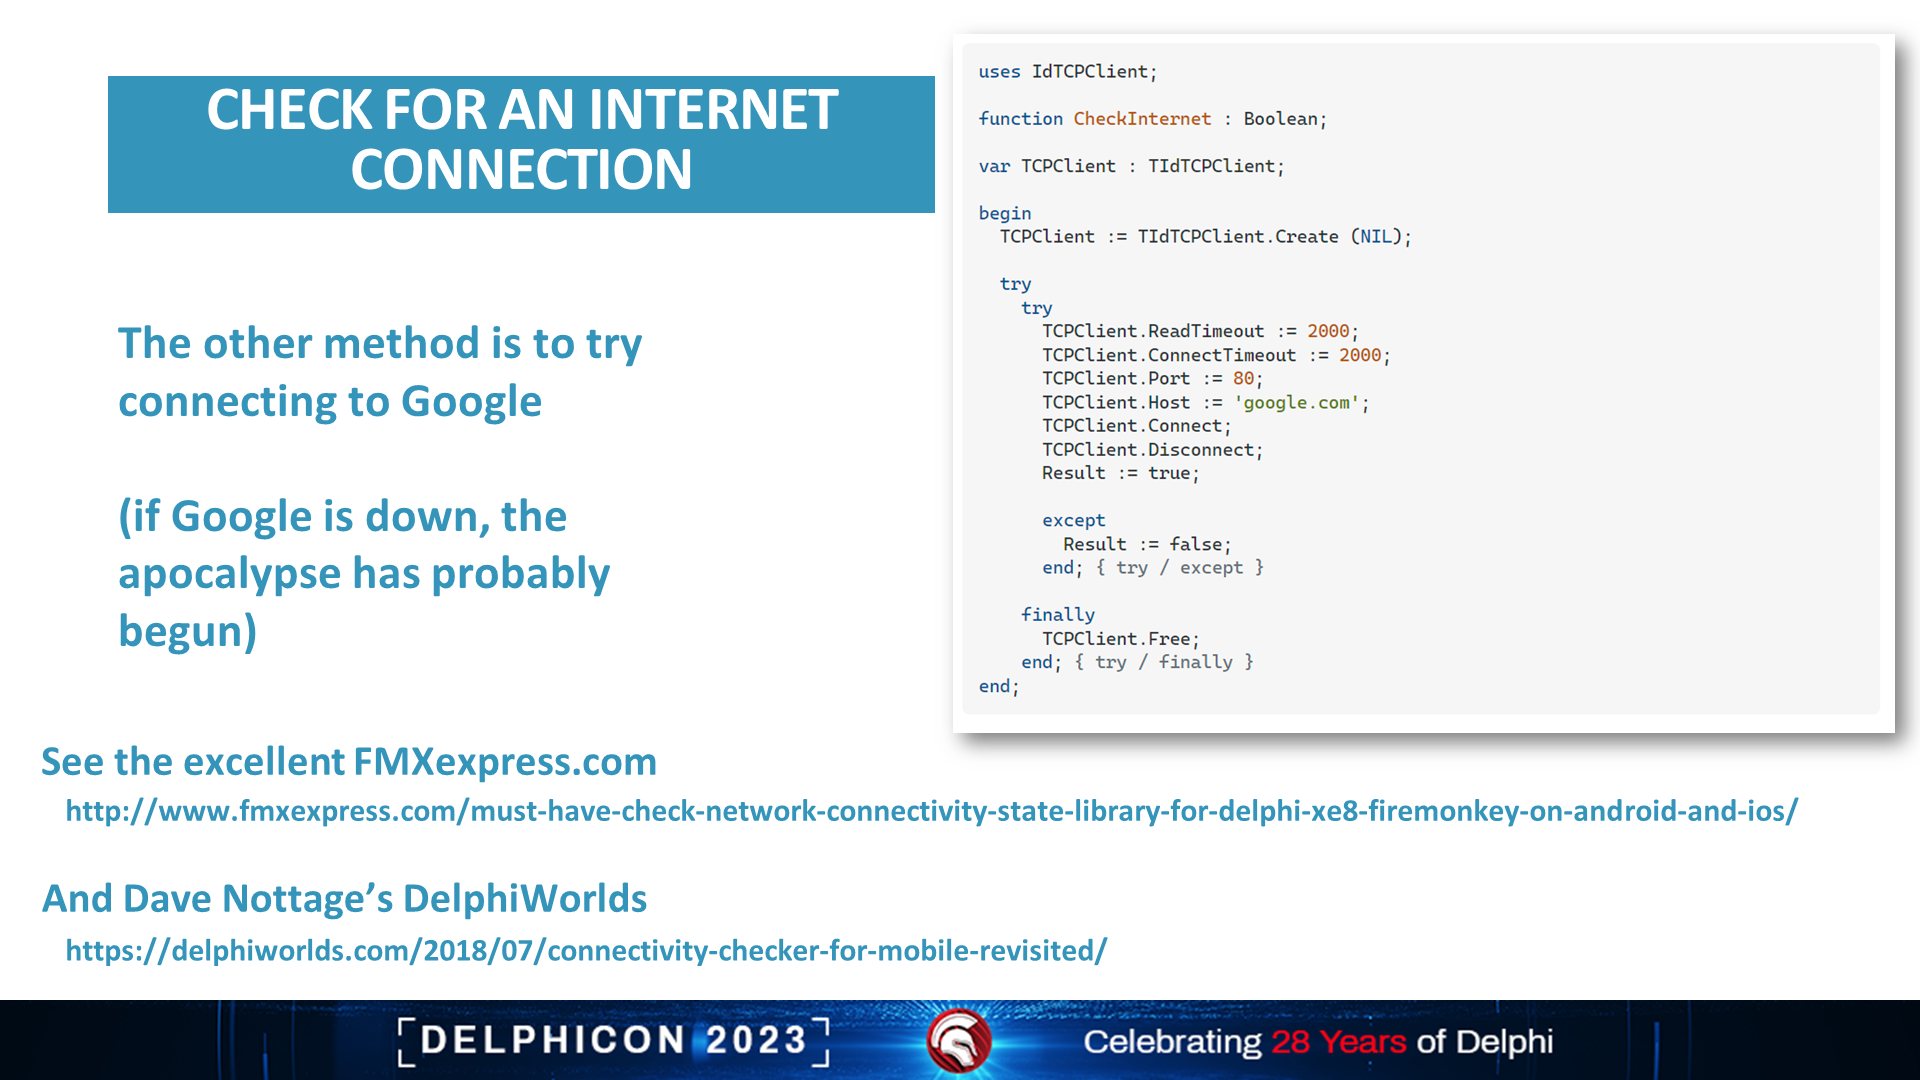 CHECK FOR AN INTERNET
CONNECTION
The other method is to try
connecting to Google
(if Google is down, the
apocalypse has probably
begun)
uses IdTCPClient;
function CheckInternet : Boolean;
var TCPClient : TIdTCPClient;
begin
  TCPClient := TIdTCPClient.Create (NIL);
  try
    try
      TCPClient.ReadTimeout := 2000;
      TCPClient.ConnectTimeout := 2000;
      TCPClient.Port := 80;
      TCPClient.Host := 'google.com';
      TCPClient.Connect;
      TCPClient.Disconnect;
      Result := true;
      except
        Result := false;
      end; { try / except }
    finally
      TCPClient.Free;
    end; { try / finally }
end;
See the excellent FMXexpress.com
http://www.fmxexpress.com/must-have-check-network-connectivity-state-library-for-delphi-xe8-firemonkey-on-android-and-ios/
And Dave Nottage’s DelphiWorlds
https://delphiworlds.com/2018/07/connectivity-checker-for-mobile-revisited/
DELPHICON 2023
Celebrating 28 Years of Delphi